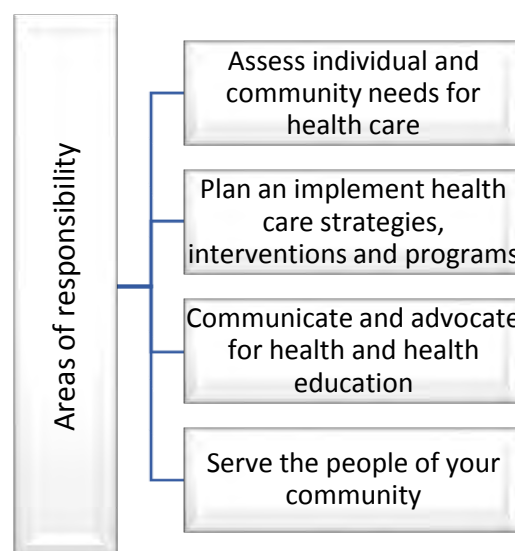 Areas of responsibility
Assess individual and
community needs for
health care
Plan an implement health
care strategies,
interventions and programs
Communicate and advocate
for health and health
education
Serve the people of your
community